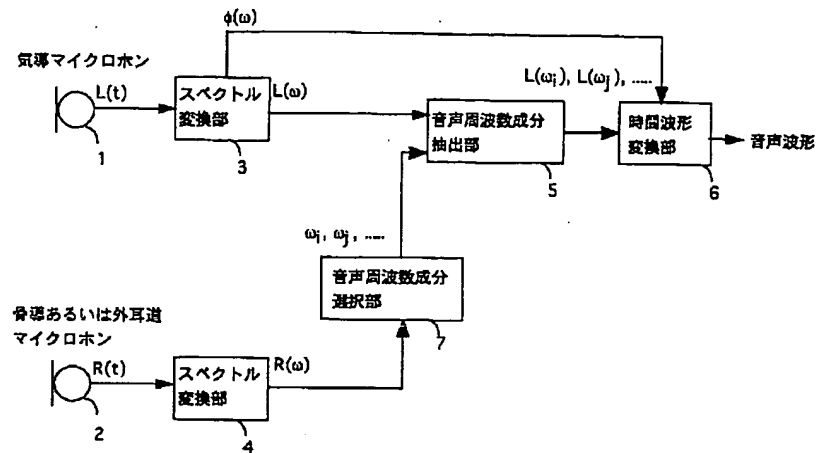 φ(ω)
気導マイクロホン
L(t)
1
スペクトル
変換部
3
L(ω)
音声周波数成分
抽出部
5
L(ωi), L(ωj), .....
時間波形
変換部
6
音声波形
ωi, ωj, .....
音声周波数成分
選択部
7
骨導あるいは外耳道
マイクロホン
R(t)
2
スペクトル
変換部
4
R(ω)